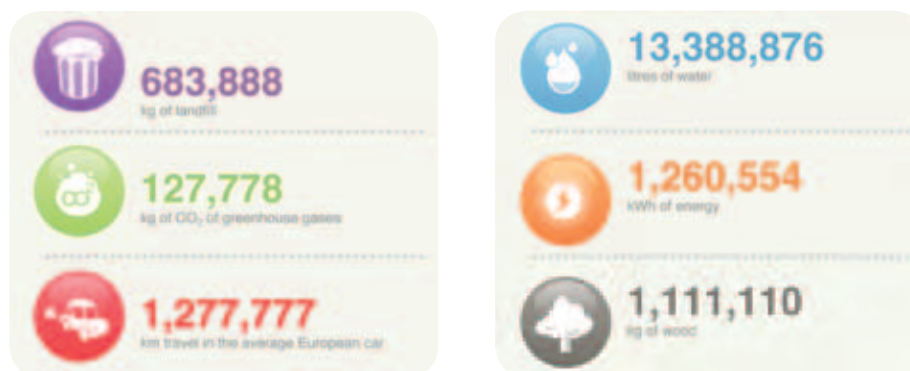 683,888
kg of landfill
127,778
kg of CO₂ of greenhouse gases
1,277,777
km travel in the average European car
13,388,876
litres of water
1,260,554
kWh of energy
1,111,110
kg of wood